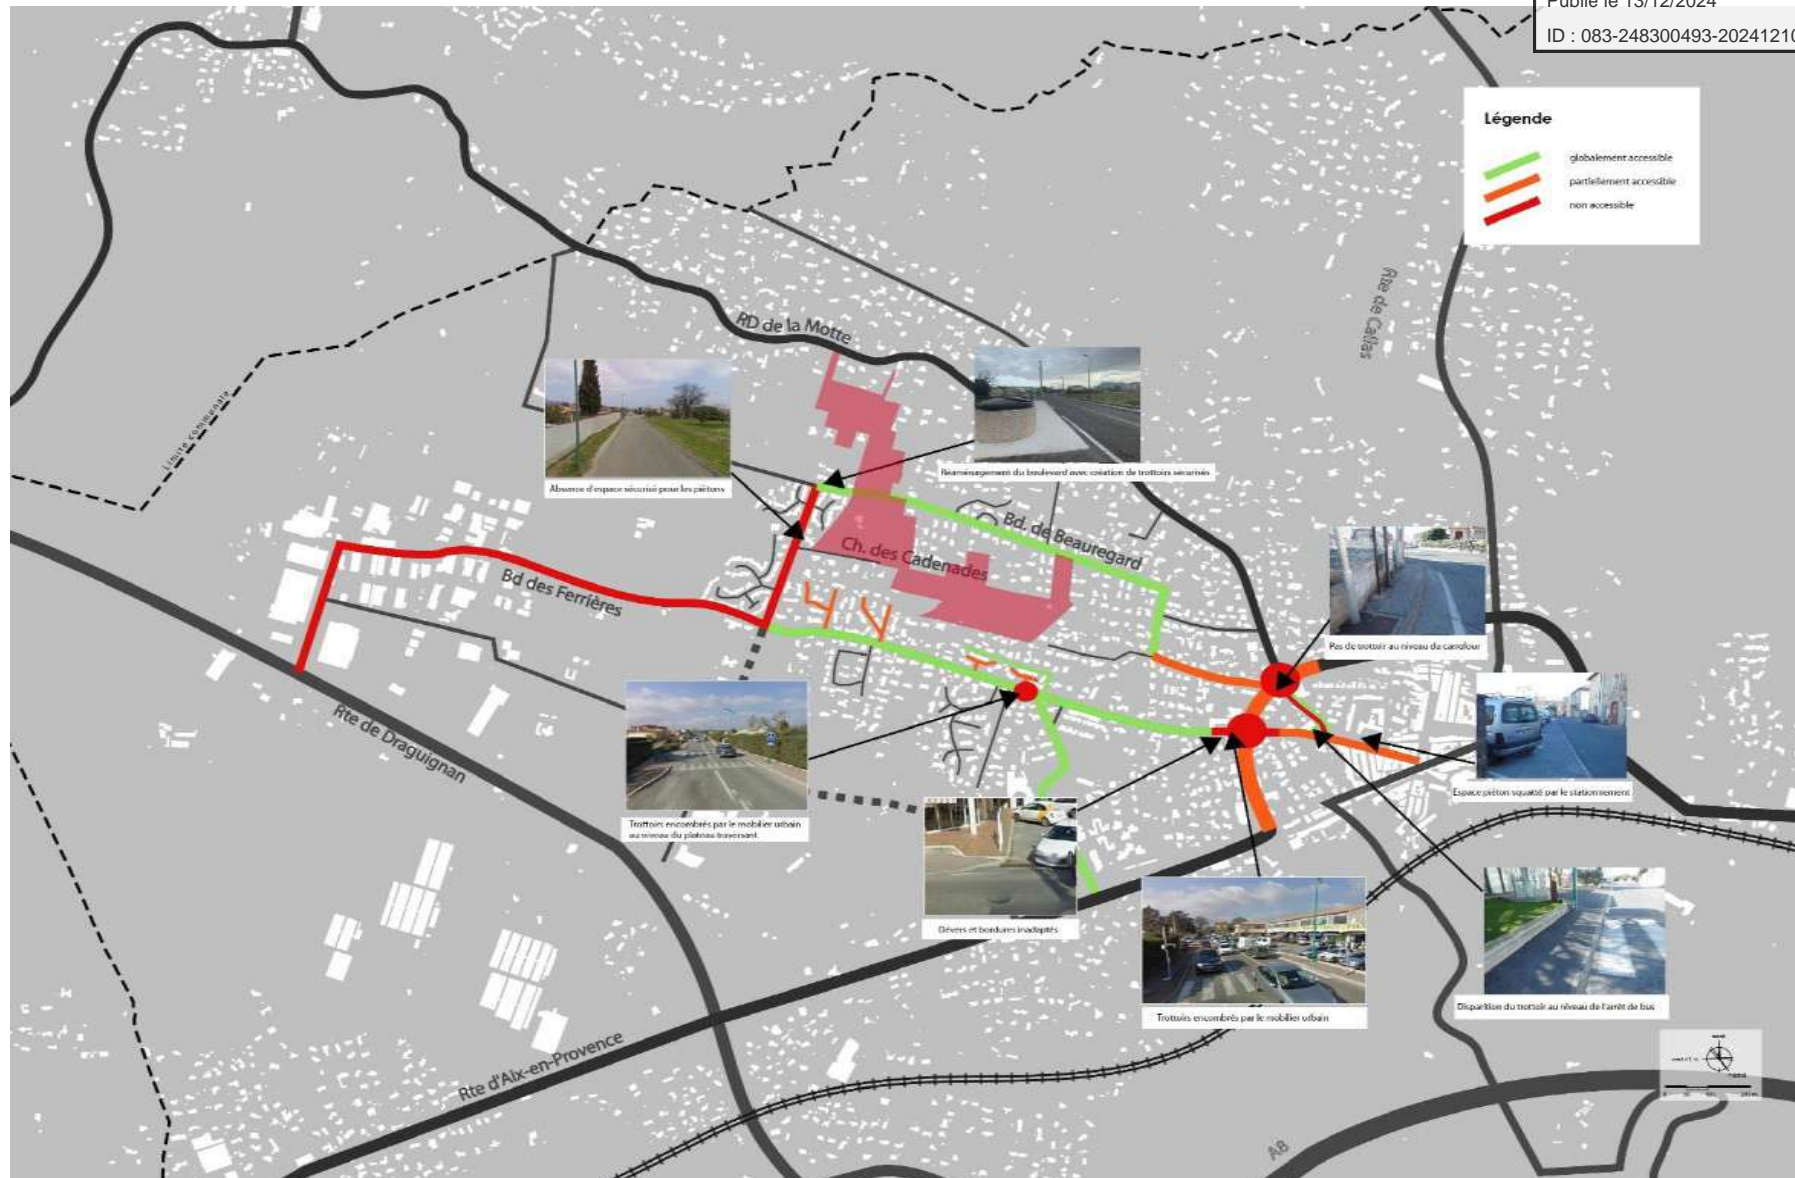 Publié le 13/12/2024
ID : 083-248300493-20241210
Légende
globalement accessible
partiellement accessible
non accessible
Rte de Callas
RD de la Motte
Limite communale
Absence d'espace sécurisé pour les piétons
Réaménagement du boulevard avec création de trottoirs sécurisés
Bd. de Beauregard
Ch. des Cadenades
Bd des Ferrières
Pas de trottoir au niveau du carrefour
Rte de Draguignan
Espace piéton squatté par le stationnement
Trottoirs encombrés par le mobilier urbain
au niveau du plateau traversant
Dévers et bordures inadaptés
Trottoirs encombrés par le mobilier urbain
Disparition du trottoir au niveau de l'arrêt de bus
Rte d'Aix-en-Provence
A8